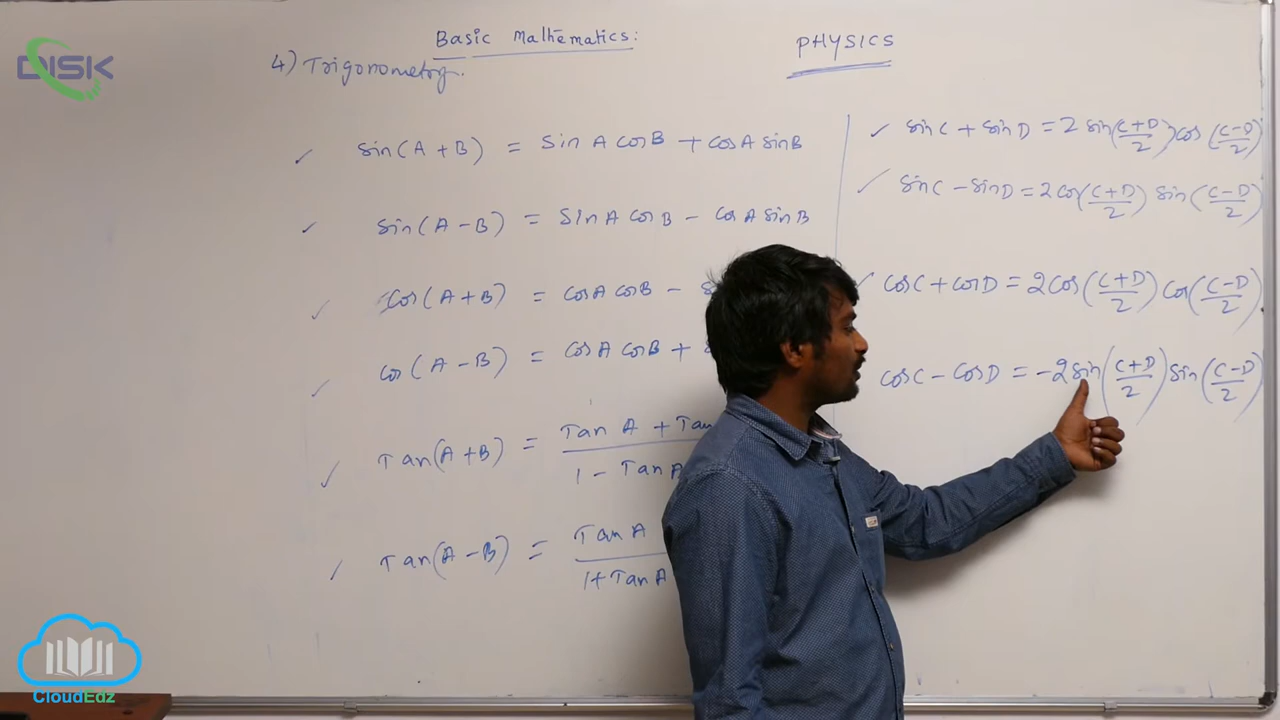 DISK
Basic Mathematics:
PHYSICS
4) Trigonometry.
✓ sin(A+B) = sin A cos B + cos A sin B
✓ sin(A-B) = sin A cos B - cos A sin B
✓ cos(A+B) = cos A cos B -
✓ cos(A-B) = cos A cos B +
✓ Tan(A+B) = Tan A + Tan / 1 - Tan A
✓ Tan(A-B) = Tan A / 1 + Tan A
✓ sin C + sin D = 2 sin((C+D)/2) cos((C-D)/2)
✓ sin C - sin D = 2 cos((C+D)/2) sin((C-D)/2)
✓ cos C + cos D = 2 cos((C+D)/2) cos((C-D)/2)
cos C - cos D = -2 sin((C+D)/2) sin((C-D)/2)
CloudEdz